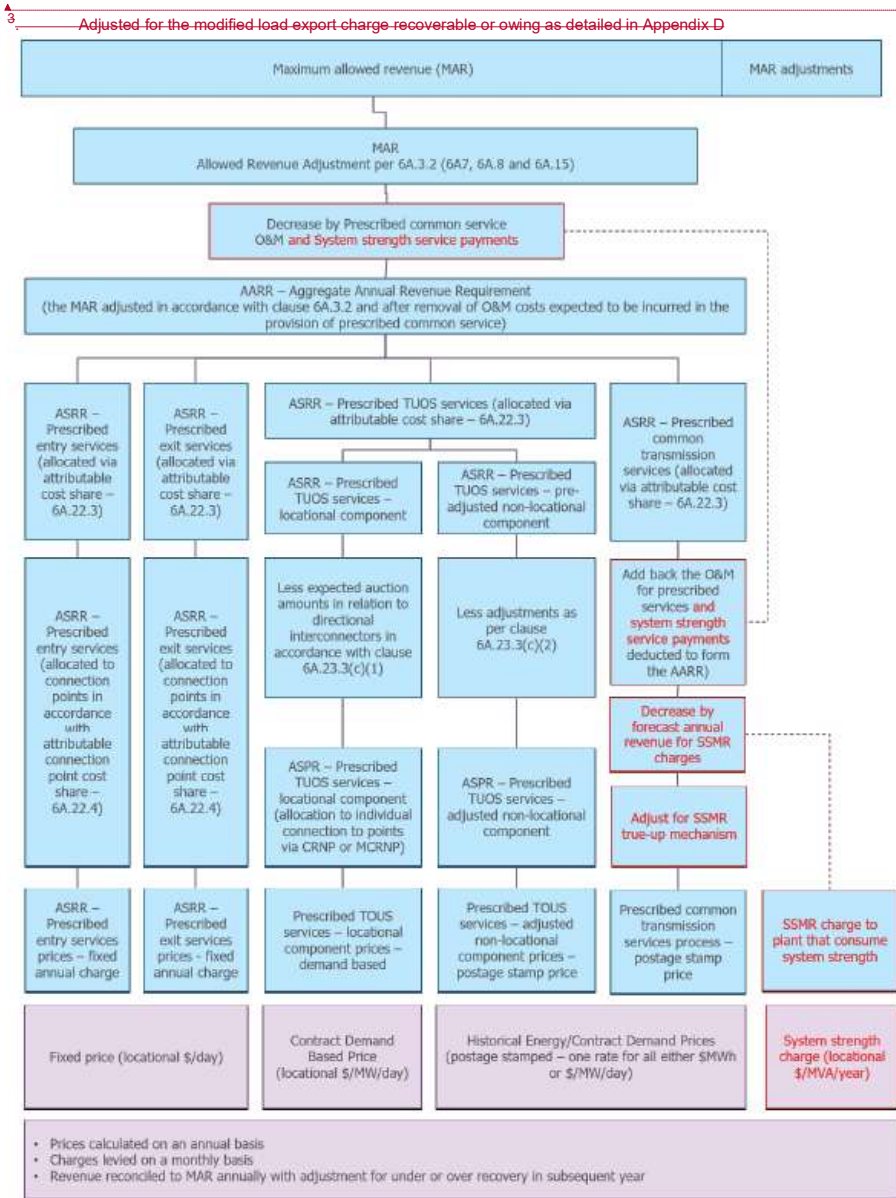 3.
Adjusted for the modified load export charge recoverable or owing as detailed in Appendix D
Maximum allowed revenue (MAR)
MAR adjustments
MAR
Allowed Revenue Adjustment per 6A.3.2 (6A7, 6A.8 and 6A.15)
Decrease by Prescribed common service
O&M and System strength service payments
AARR – Aggregate Annual Revenue Requirement
(the MAR adjusted in accordance with clause 6A.3.2 and after removal of O&M costs expected to be incurred in the
provision of prescribed common service)
ASRR –
Prescribed
entry services
(allocated via
attributable
cost share –
6A.22.3)
ASRR –
Prescribed
exit services
(allocated via
attributable
cost share –
6A.22.3)
ASRR – Prescribed TUOS services (allocated via
attributable cost share – 6A.22.3)
ASRR – Prescribed
TUOS services –
locational component
ASRR – Prescribed
TUOS services – pre-
adjusted non-locational
component
ASRR – Prescribed
common
transmission
services (allocated
via attributable cost
share – 6A.22.3)
ASRR –
Prescribed
entry services
(allocated to
connection
points in
accordance
with
attributable
connection
point cost
share –
6A.22.4)
ASRR –
Prescribed
exit services
(allocated to
connection
points in
accordance
with
attributable
connection
point cost
share –
6A.22.4)
Less expected auction
amounts in relation to
directional
interconnectors in
accordance with clause
6A.23.3(c)(1)
Less adjustments as
per clause
6A.23.3(c)(2)
Add back the O&M
for prescribed
services and
system strength
service payments
deducted to form
the AARR)
Decrease by
forecast annual
revenue for SSMR
charges
ASPR – Prescribed
TUOS services –
locational component
(allocation to individual
connection to points
via CRNP or MCRNP)
ASPR – Prescribed
TUOS services –
adjusted non-locational
component
Adjust for SSMR
true-up mechanism
ASRR –
Prescribed
entry services
prices – fixed
annual charge
ASRR –
Prescribed
exit services
prices - fixed
annual charge
Prescribed TOUS
services – locational
component prices –
demand based
Prescribed TOUS
services – adjusted
non-locational
component prices –
postage stamp price
Prescribed common
transmission
services process –
postage stamp
price
SSMR charge to
plant that consume
system strength
Fixed price (locational $/day)
Contract Demand
Based Price
(locational $/MW/day)
Historical Energy/Contract Demand Prices
(postage stamped – one rate for all either $MWh
or $/MW/day)
System strength
charge (locational
$/MVA/year)
• Prices calculated on an annual basis
• Charges levied on a monthly basis
• Revenue reconciled to MAR annually with adjustment for under or over recovery in subsequent year